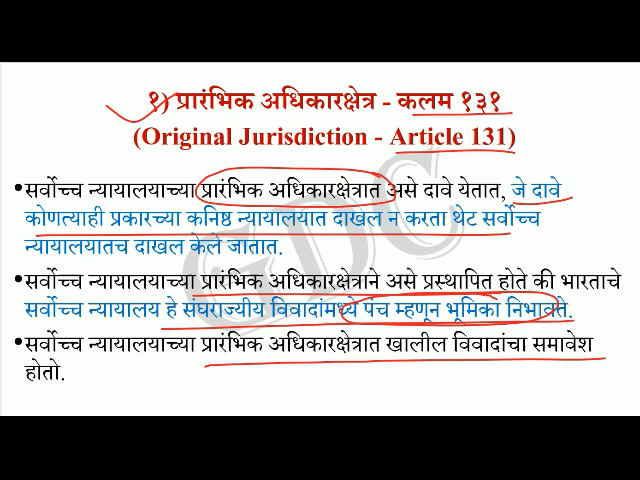 १) प्रारंभिक अधिकारक्षेत्र - कलम १३१
(Original Jurisdiction - Article 131)
•सर्वोच्च न्यायालयाच्या प्रारंभिक अधिकारक्षेत्रात असे दावे येतात, जे दावे
कोणत्याही प्रकारच्या कनिष्ठ न्यायालयात दाखल न करता थेट सर्वोच्च
न्यायालयातच दाखल केले जातात.
•सर्वोच्च न्यायालयाच्या प्रारंभिक अधिकारक्षेत्राने असे प्रस्थापित होते की भारताचे
सर्वोच्च न्यायालय हे संघराज्यीय विवादांमध्ये पंच म्हणून भूमिका निभावते.
•सर्वोच्च न्यायालयाच्या प्रारंभिक अधिकारक्षेत्रात खालील विवादांचा समावेश
होतो.
GDC